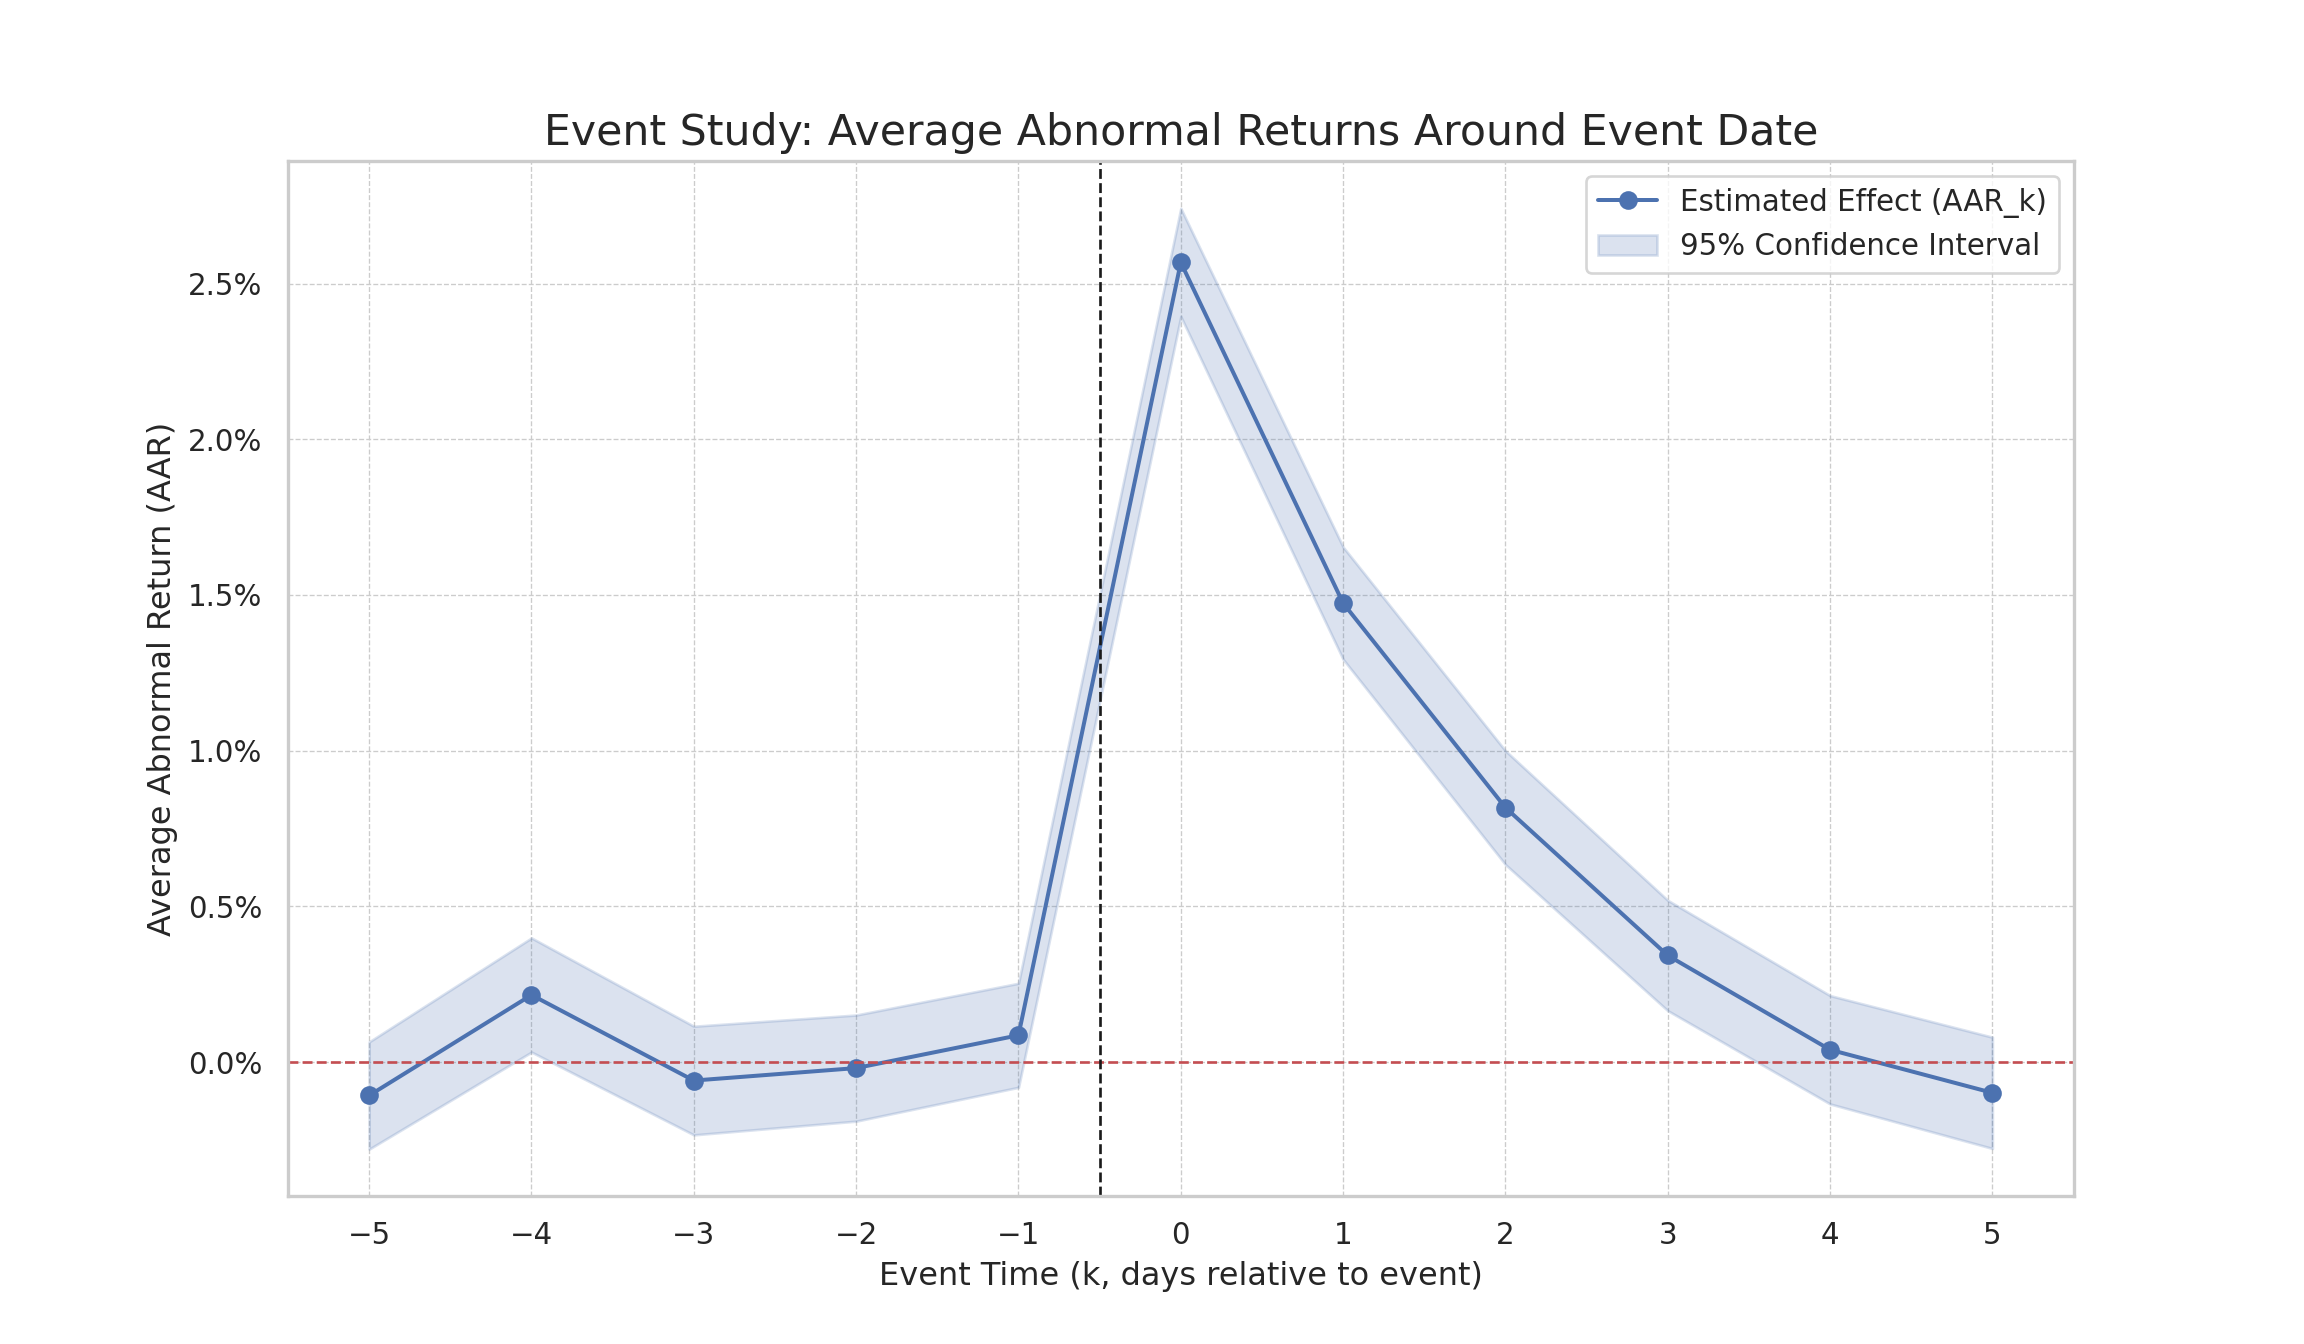 Event Study: Average Abnormal Returns Around Event Date
Estimated Effect (AAR_k)
95% Confidence Interval
Average Abnormal Return (AAR)
2.5%
2.0%
1.5%
1.0%
0.5%
0.0%
−5 −4 −3 −2 −1 0 1 2 3 4 5
Event Time (k, days relative to event)